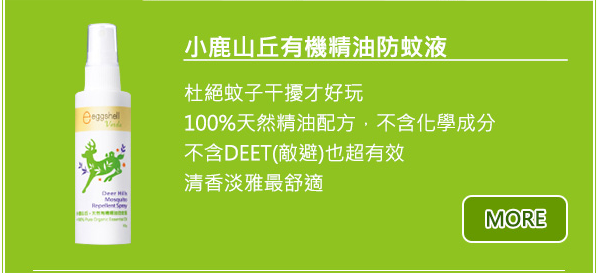 小鹿山丘有機精油防蚊液
杜絕蚊子干擾才好玩
100%天然精油配方，不含化學成分
不含DEET(敵避)也超有效
清香淡雅最舒適
MORE
eggshell
Deer Hills
Mosquito
Repellent Spray